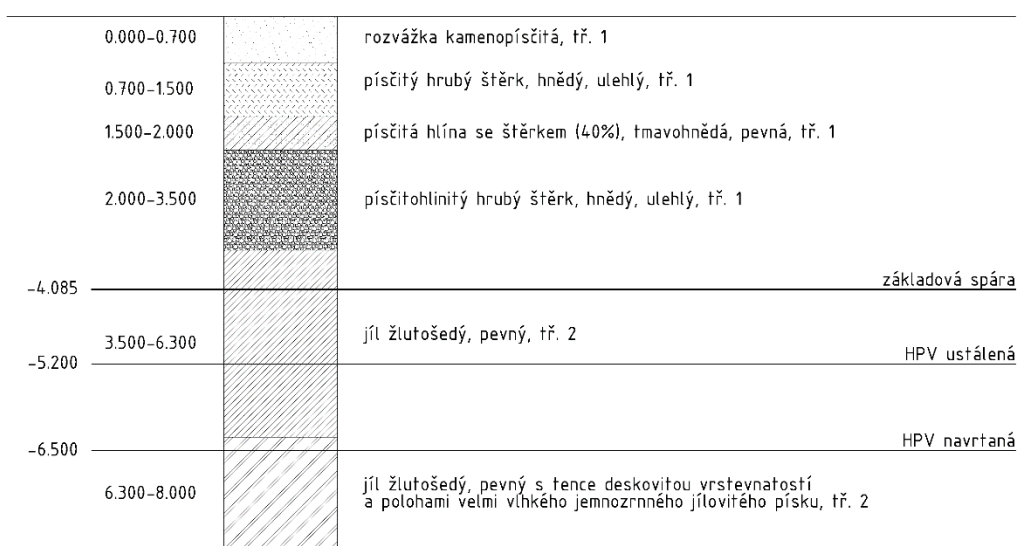 0.000-0.700 rozvážka kamenopísčitá, tř. 1
0.700-1.500 písčitý hrubý štěrk, hnědý, ulehlý, tř. 1
1.500-2.000 písčitá hlína se štěrkem (40%), tmavohnědá, pevná, tř. 1
2.000-3.500 písčitohlinitý hrubý štěrk, hnědý, ulehlý, tř. 1
-4.085 základová spára
3.500-6.300 jíl žlutošedý, pevný, tř. 2
-5.200 HPV ustálená
-6.500 HPV navrtaná
6.300-8.000 jíl žlutošedý, pevný s tence deskovitou vrstevnatostí
a polohami velmi vlhkého jemnozrnného jílovitého písku, tř. 2